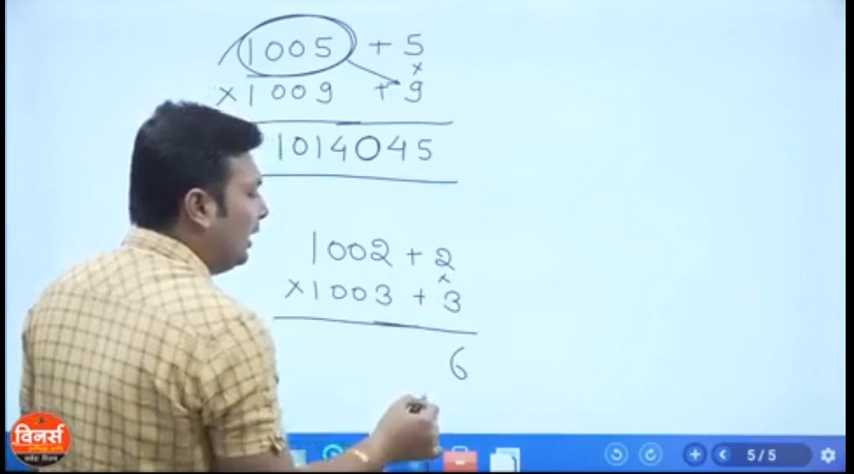 1005 + 5
×
×1009 +9
1014045
1002 + 2
×
×1003 + 3
6
विनर्स
5/5